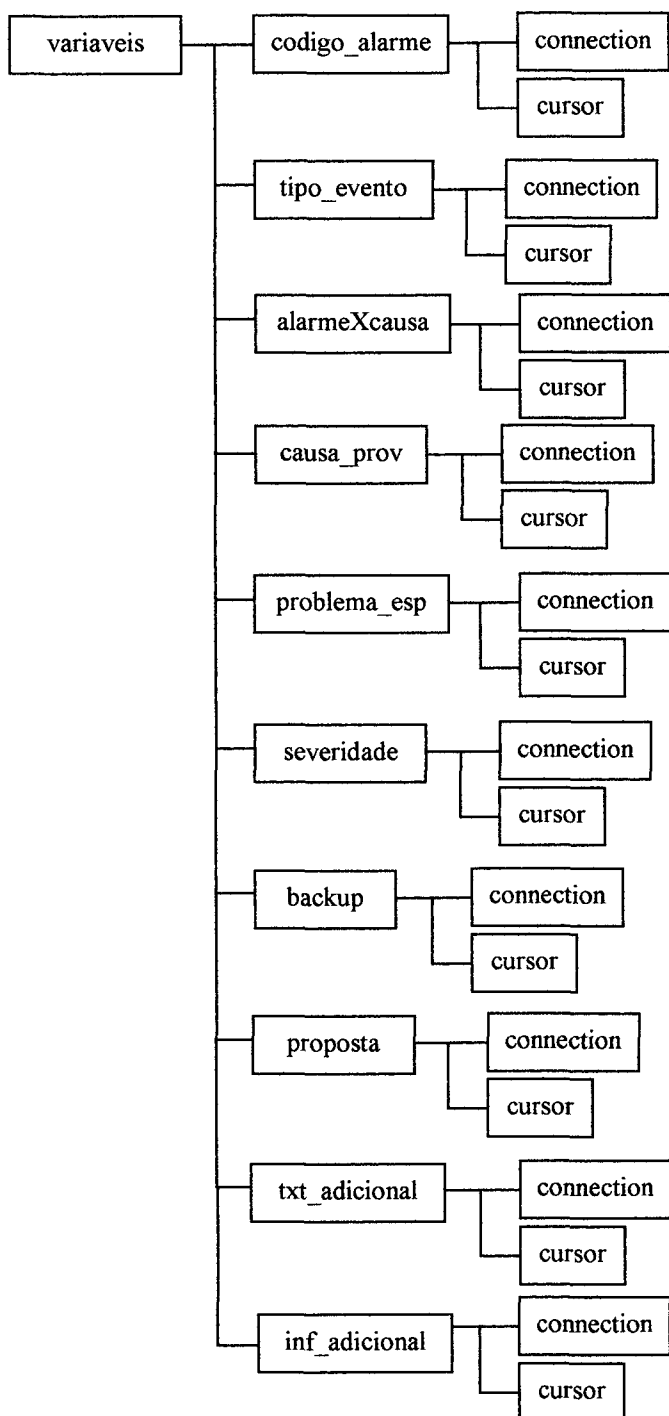 variaveis
codigo_alarme
connection
cursor
tipo_evento
connection
cursor
alarmeXcausa
connection
cursor
causa_prov
connection
cursor
problema_esp
connection
cursor
severidade
connection
cursor
backup
connection
cursor
proposta
connection
cursor
txt_adicional
connection
cursor
inf_adicional
connection
cursor